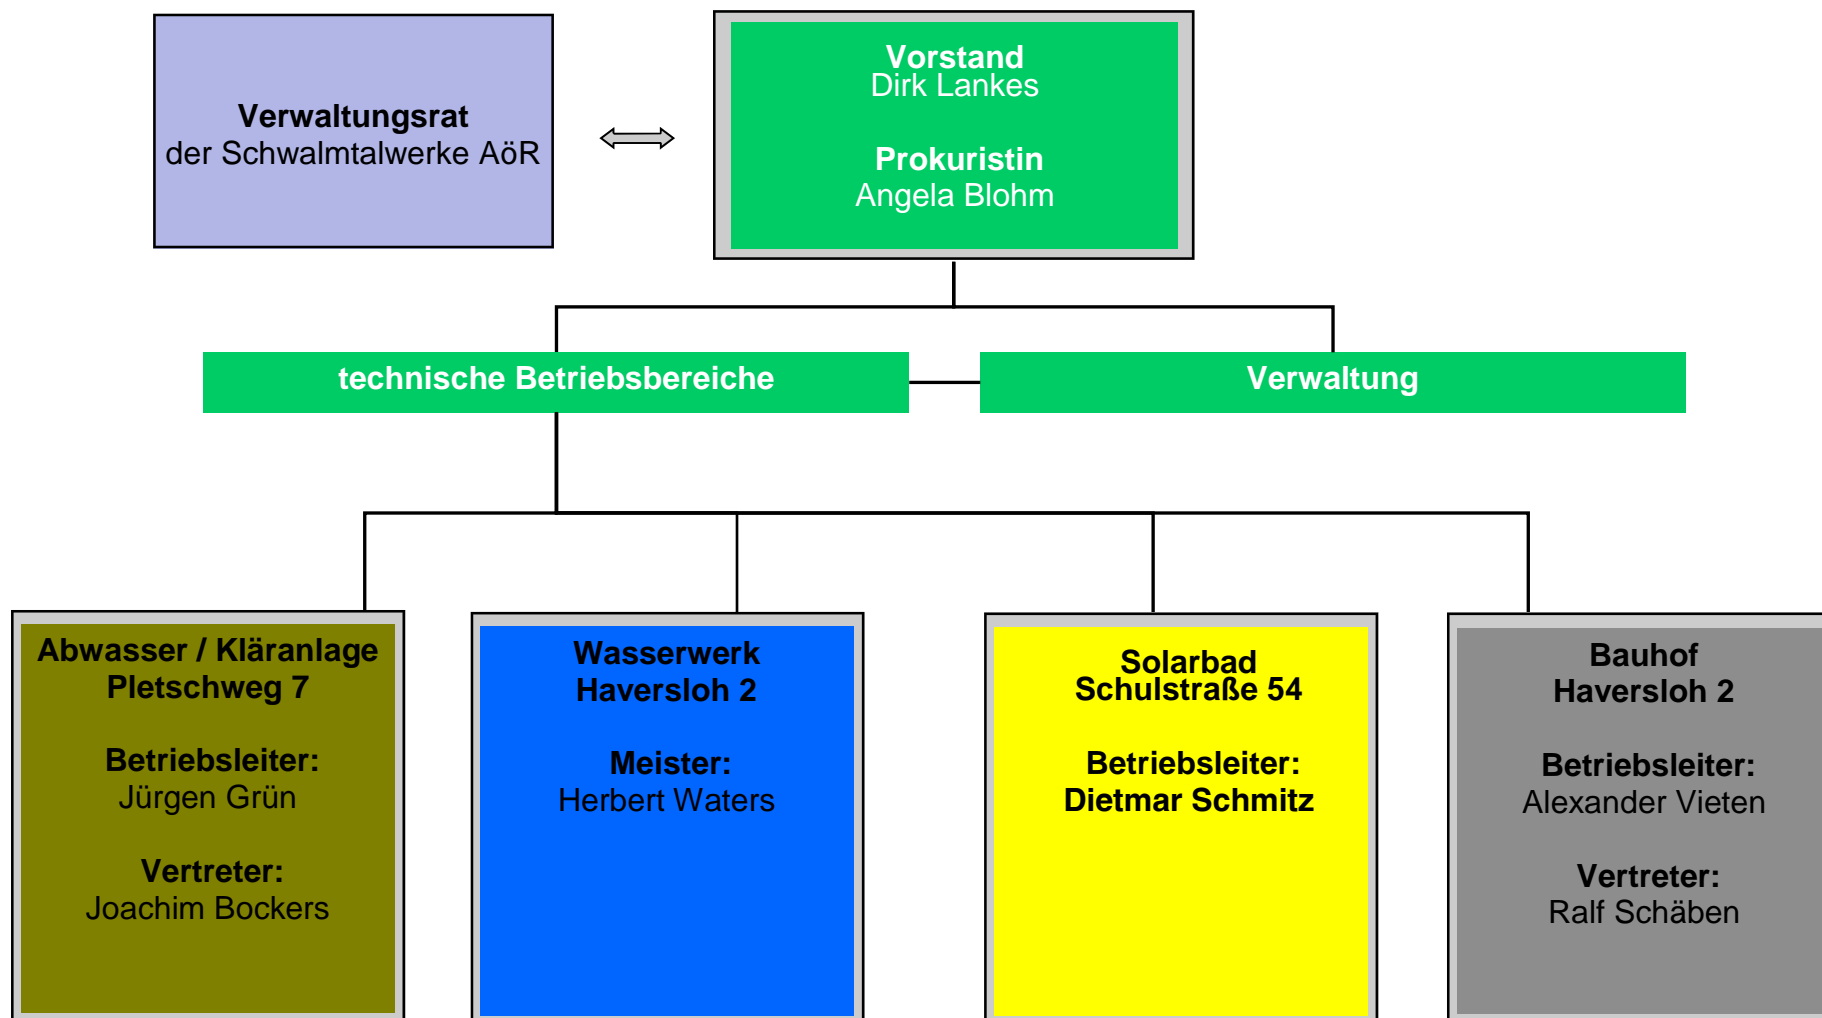 Verwaltungsrat
der Schwalmtalwerke AöR
Vorstand
Dirk Lankes
Prokuristin
Angela Blohm
technische Betriebsbereiche
Verwaltung
Abwasser / Kläranlage
Pletschweg 7
Betriebsleiter:
Jürgen Grün
Vertreter:
Joachim Bockers
Wasserwerk
Haversloh 2
Meister:
Herbert Waters
Solarbad
Schulstraße 54
Betriebsleiter:
Dietmar Schmitz
Bauhof
Haversloh 2
Betriebsleiter:
Alexander Vieten
Vertreter:
Ralf Schäben